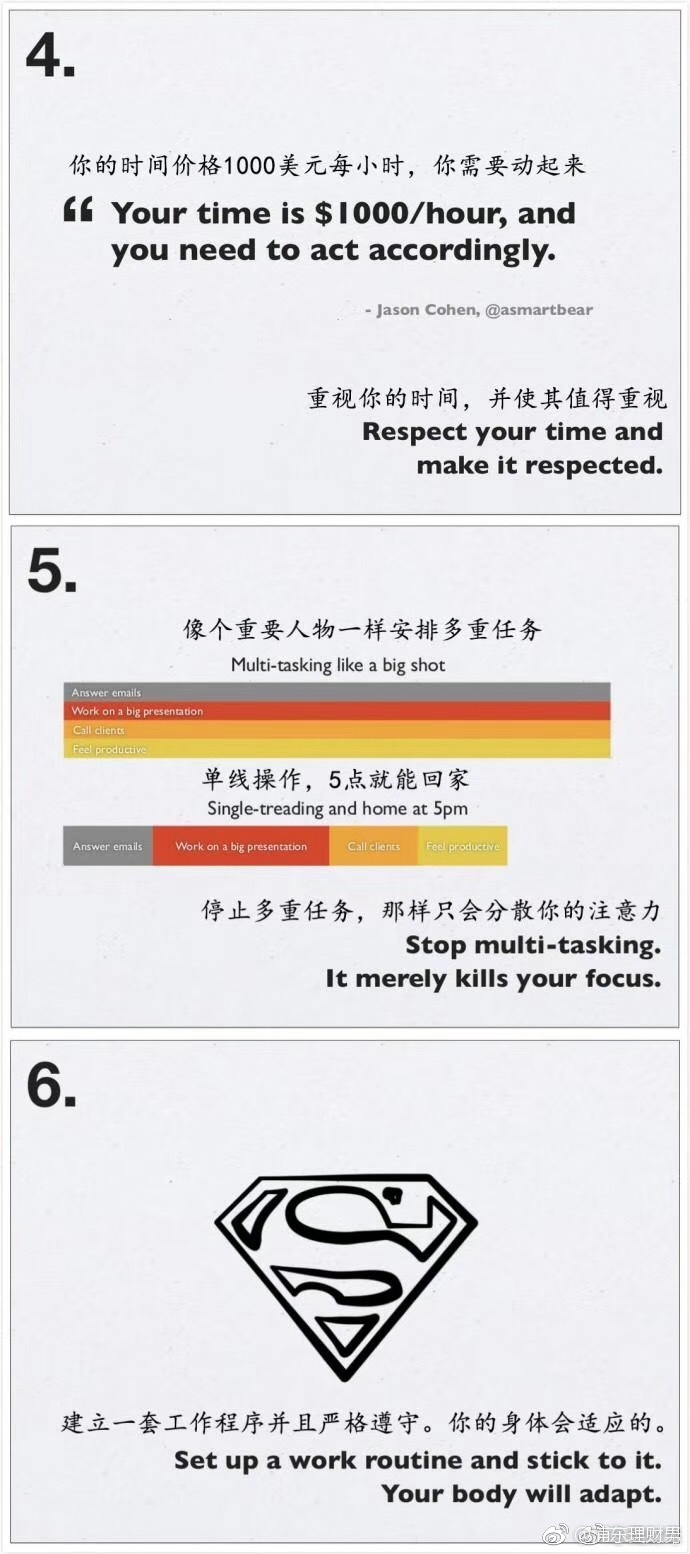 4.
你的时间价格1000美元每小时，你需要动起来
“ Your time is $1000/hour, and
you need to act accordingly.
- Jason Cohen, @asmartbear
重视你的时间，并使其值得重视
Respect your time and
make it respected.
5.
像个重要人物一样安排多重任务
Multi-tasking like a big shot
Answer emails
Work on a big presentation
Call clients
Feel productive
单线操作，5点就能回家
Single-treading and home at 5pm
Answer emails Work on a big presentation Call clients Feel productive
停止多重任务，那样只会分散你的注意力
Stop multi-tasking.
It merely kills your focus.
6.
建立一套工作程序并且严格遵守。你的身体会适应的。
Set up a work routine and stick to it.
Your body will adapt.
@浦东理财男